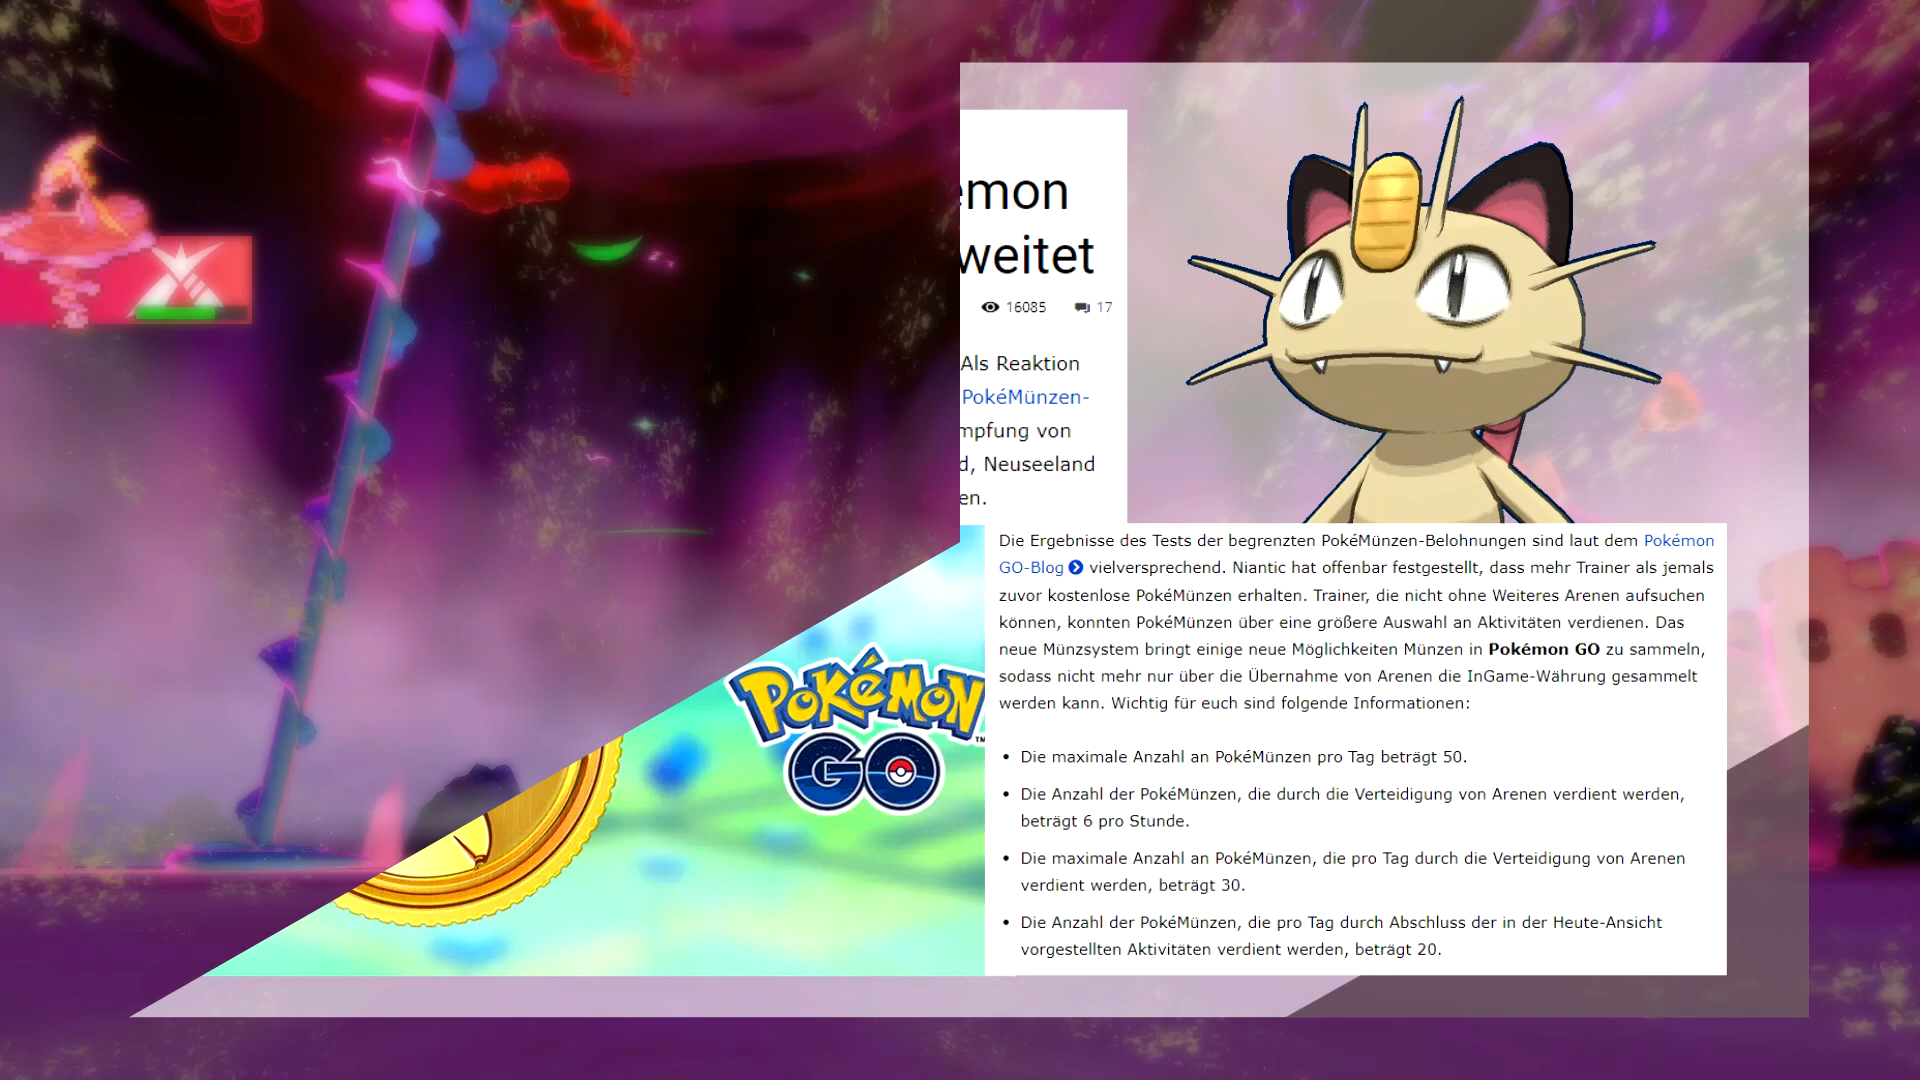 emon
weitet
16085 17
Als Reaktion
PokéMünzen-
mpfung von
d, Neuseeland
en.
Die Ergebnisse des Tests der begrenzten PokéMünzen-Belohnungen sind laut dem Pokémon
GO-Blog vielversprechend. Niantic hat offenbar festgestellt, dass mehr Trainer als jemals
zuvor kostenlose PokéMünzen erhalten. Trainer, die nicht ohne Weiteres Arenen aufsuchen
können, konnten PokéMünzen über eine größere Auswahl an Aktivitäten verdienen. Das
neue Münzsystem bringt einige neue Möglichkeiten Münzen in Pokémon GO zu sammeln,
sodass nicht mehr nur über die Übernahme von Arenen die InGame-Währung gesammelt
werden kann. Wichtig für euch sind folgende Informationen:
POKéMON
GO
TM
• Die maximale Anzahl an PokéMünzen pro Tag beträgt 50.
• Die Anzahl der PokéMünzen, die durch die Verteidigung von Arenen verdient werden,
beträgt 6 pro Stunde.
• Die maximale Anzahl an PokéMünzen, die pro Tag durch die Verteidigung von Arenen
verdient werden, beträgt 30.
• Die Anzahl der PokéMünzen, die pro Tag durch Abschluss der in der Heute-Ansicht
vorgestellten Aktivitäten verdient werden, beträgt 20.